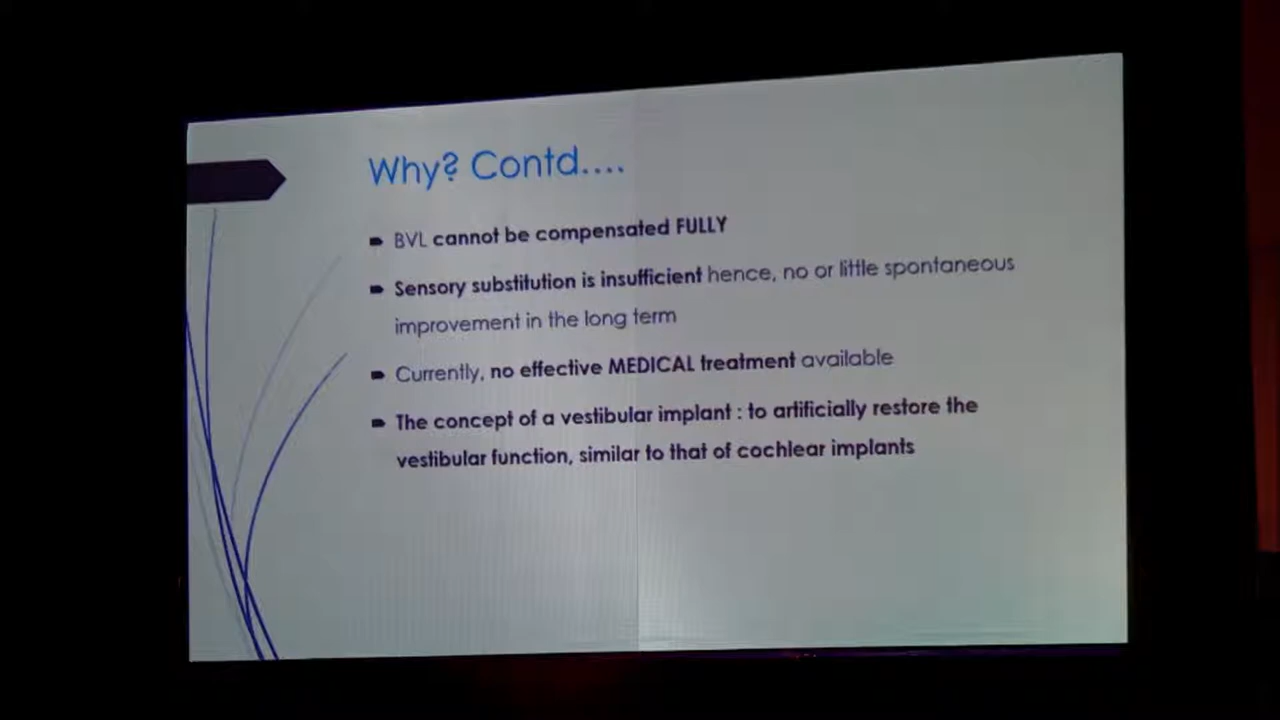 Why? Contd....
BVL cannot be compensated FULLY
Sensory substitution is insufficient hence, no or little spontaneous
improvement in the long term
Currently, no effective MEDICAL treatment available
The concept of a vestibular implant : to artificially restore the
vestibular function, similar to that of cochlear implants